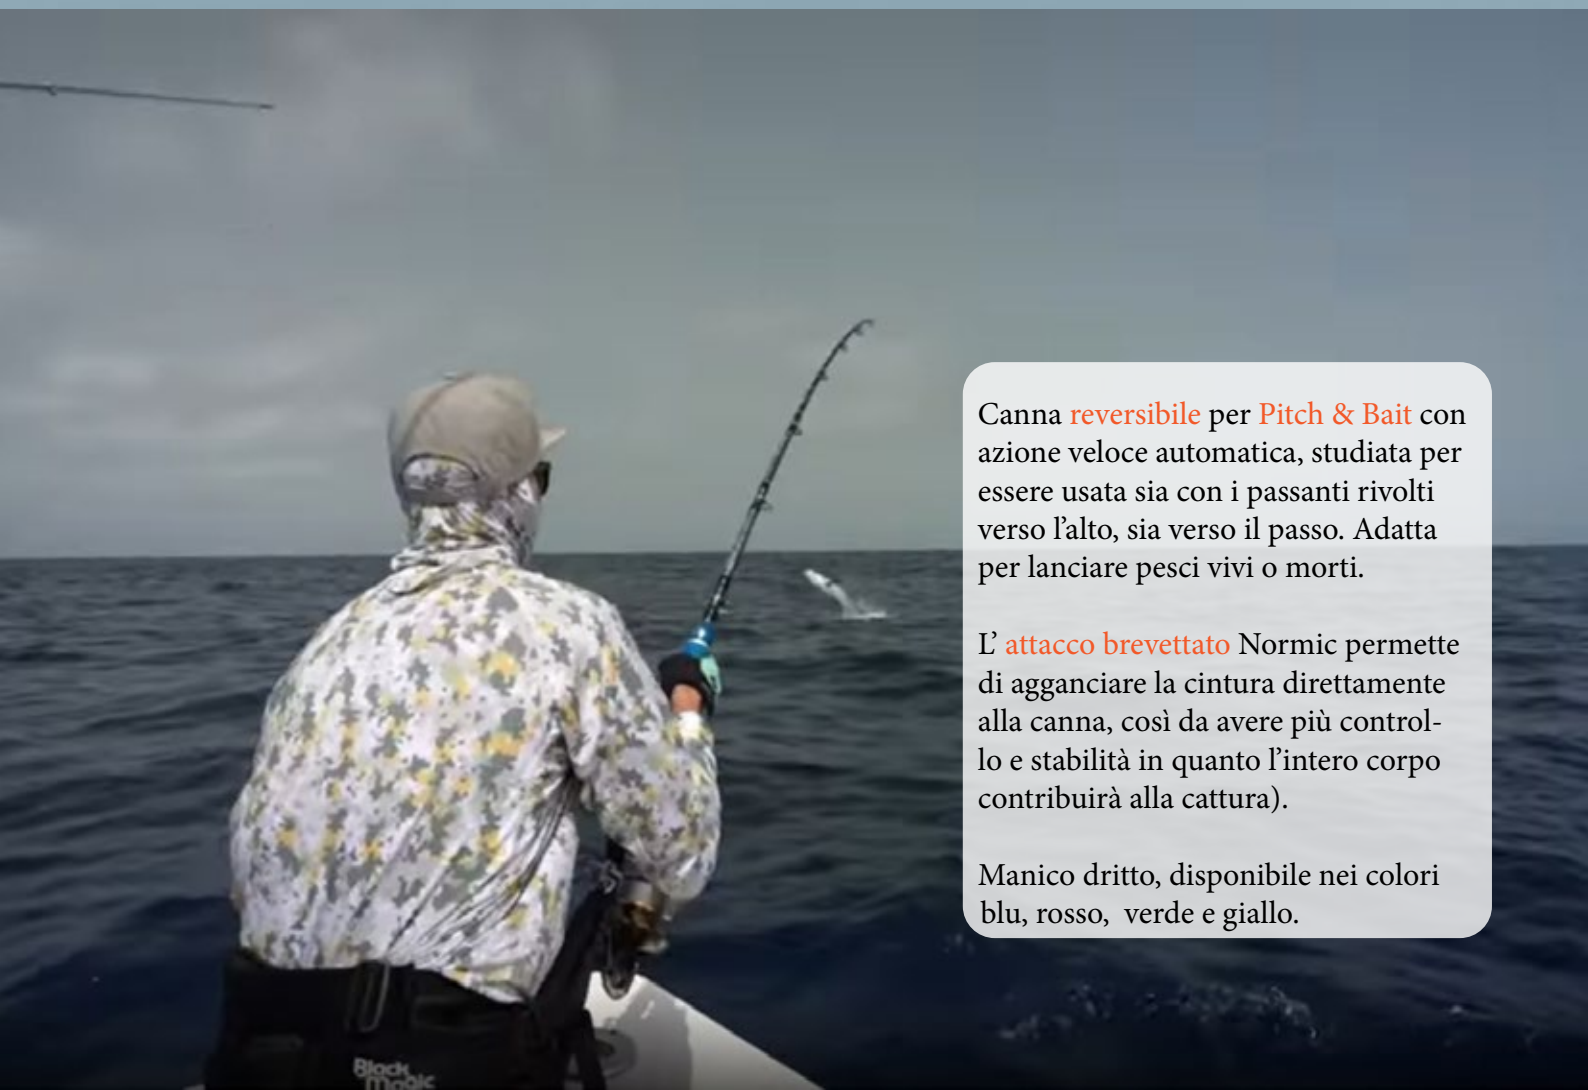 Canna reversibile per Pitch & Bait con
azione veloce automatica, studiata per
essere usata sia con i passanti rivolti
verso l'alto, sia verso il passo. Adatta
per lanciare pesci vivi o morti.
L' attacco brevettato Normic permette
di agganciare la cintura direttamente
alla canna, così da avere più control-
lo e stabilità in quanto l'intero corpo
contribuirà alla cattura).
Manico dritto, disponibile nei colori
blu, rosso,  verde e giallo.
Black
Magic